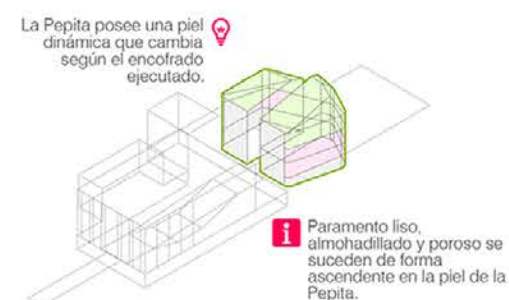 La Pepita posee una piel
dinámica que cambia
según el encofrado
ejecutado.
i
Paramento liso,
almohadillado y poroso se
suceden de forma
ascendente en la piel de la
Pepita.